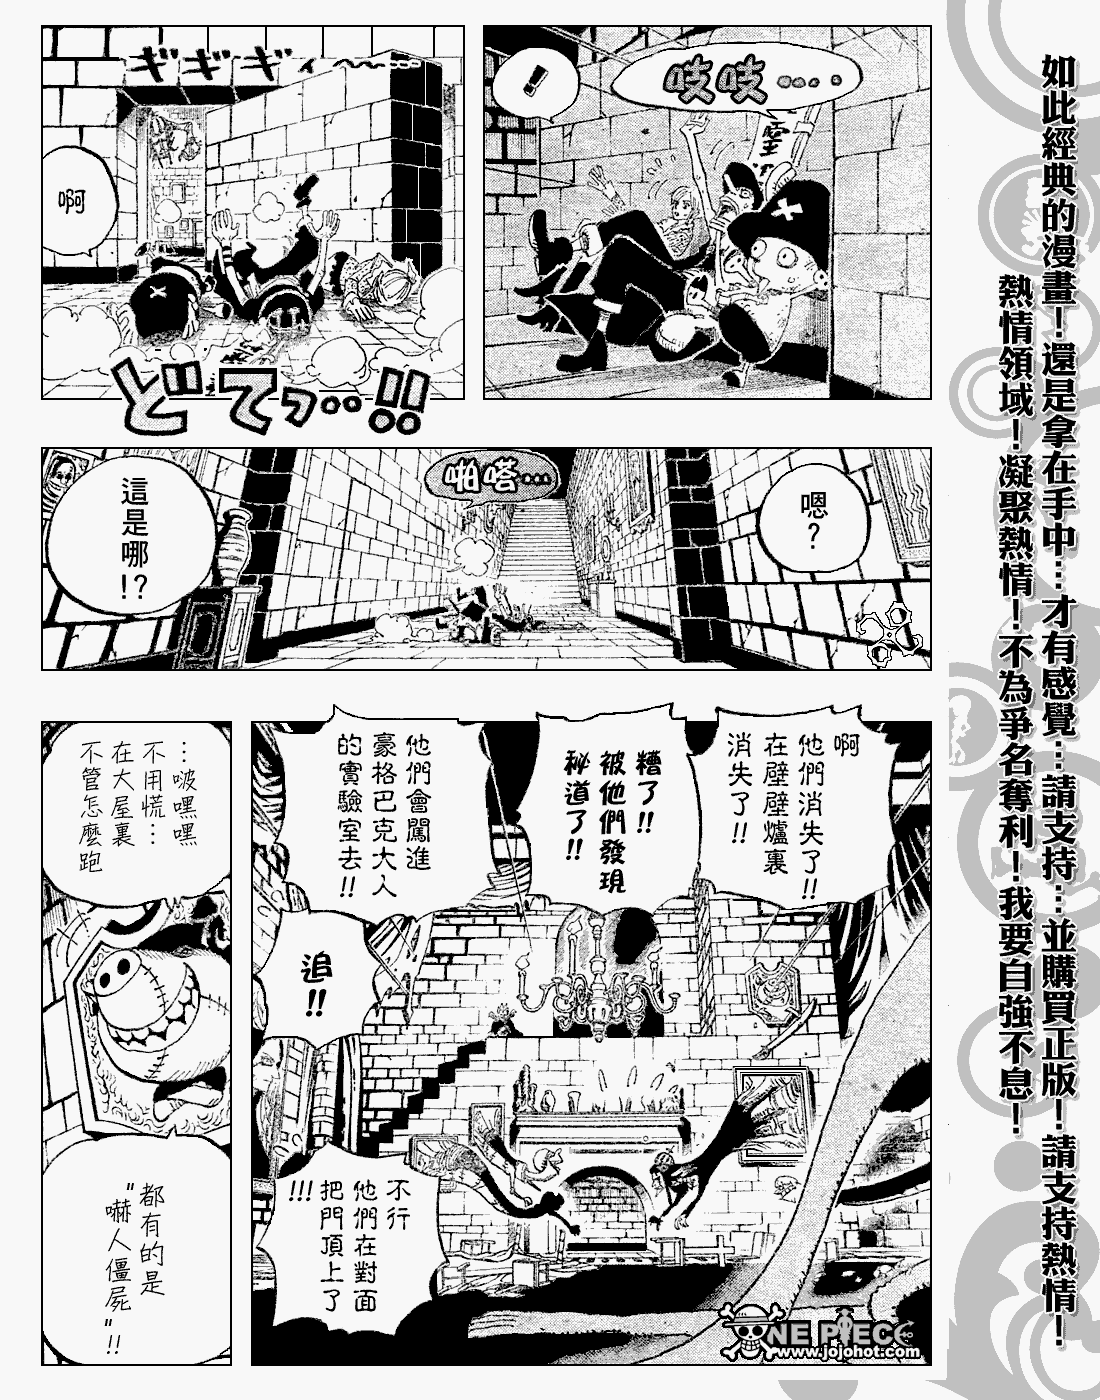 吱吱……
!
靈
ギギギィ〜〜〜
啊
どてっ…!!
嗯?
啪嗒…
這是
哪!?
啊
他們消失了!!
在壁壁爐裏
消失了!!
糟了!!
被他們發現
秘道了!!
他們會闖進
豪格巴克大人
的實驗室去!!
追!!
不行
他們在對面
把門頂上了
!!!
…啵嘿嘿
不用慌…
在大屋裏
不管怎麼跑
都有的是
"嚇人僵屍"!!
ONE PIECE
www.jojohot.com
如此經典的漫畫！還是拿在手中…才有感覺…請支持…並購買正版！請支持熱情！
熱情領域！凝聚熱情！不為爭名奪利！我要自強不息！